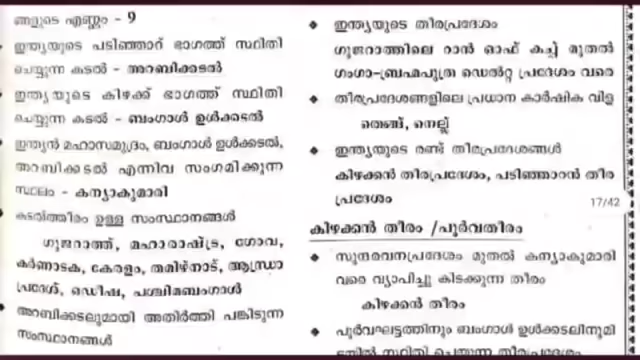 ങ്ങളുടെ എണ്ണം - 9
ഇന്ത്യയുടെ പടിഞ്ഞാറ് ഭാഗത്ത് സ്ഥിതി
ചെയ്യുന്ന കടൽ - അറബിക്കടൽ
ഇന്ത്യയുടെ കിഴക്ക് ഭാഗത്ത് സ്ഥിതി
ചെയ്യുന്ന കടൽ - ബംഗാൾ ഉൾക്കടൽ
ഇന്ത്യൻ മഹാസമുദ്രം, ബംഗാൾ ഉൾക്കടൽ,
അറബിക്കടൽ എന്നിവ സംഗമിക്കുന്ന
സ്ഥലം - കന്യാകുമാരി
കടൽത്തീരം ഉള്ള സംസ്ഥാനങ്ങൾ
ഗുജറാത്ത്, മഹാരാഷ്ട്ര, ഗോവ,
കർണാടക, കേരളം, തമിഴ്നാട്, ആന്ധ്രാ
പ്രദേശ്, ഒഡീഷ, പശ്ചിമബംഗാൾ
അറബിക്കടലുമായി അതിർത്തി പങ്കിടുന്ന
സംസ്ഥാനങ്ങൾ
ഇന്ത്യയുടെ തീരപ്രദേശം
ഗുജറാത്തിലെ റാൻ ഓഫ് കച്ച് മുതൽ
ഗംഗാ-ബ്രഹ്മപുത്ര ഡെൽറ്റ പ്രദേശം വരെ
തീരപ്രദേശങ്ങളിലെ പ്രധാന കാർഷിക വിള
തെങ്ങ്, നെല്ല്
ഇന്ത്യയുടെ രണ്ട് തീരപ്രദേശങ്ങൾ
കിഴക്കൻ തീരപ്രദേശം, പടിഞ്ഞാറൻ തീര
പ്രദേശം
17/42
കിഴക്കൻ തീരം /പൂർവതീരം
സുന്ദരവനപ്രദേശം മുതൽ കന്യാകുമാരി
വരെ വ്യാപിച്ചു കിടക്കുന്ന തീരം
കിഴക്കൻ തീരം
പൂർവഘട്ടത്തിനും ബംഗാൾ ഉൾക്കടലിനുമി
ടയിൽ സ്ഥിതി ചെയ്യുന്ന തീരപ്രദേശം